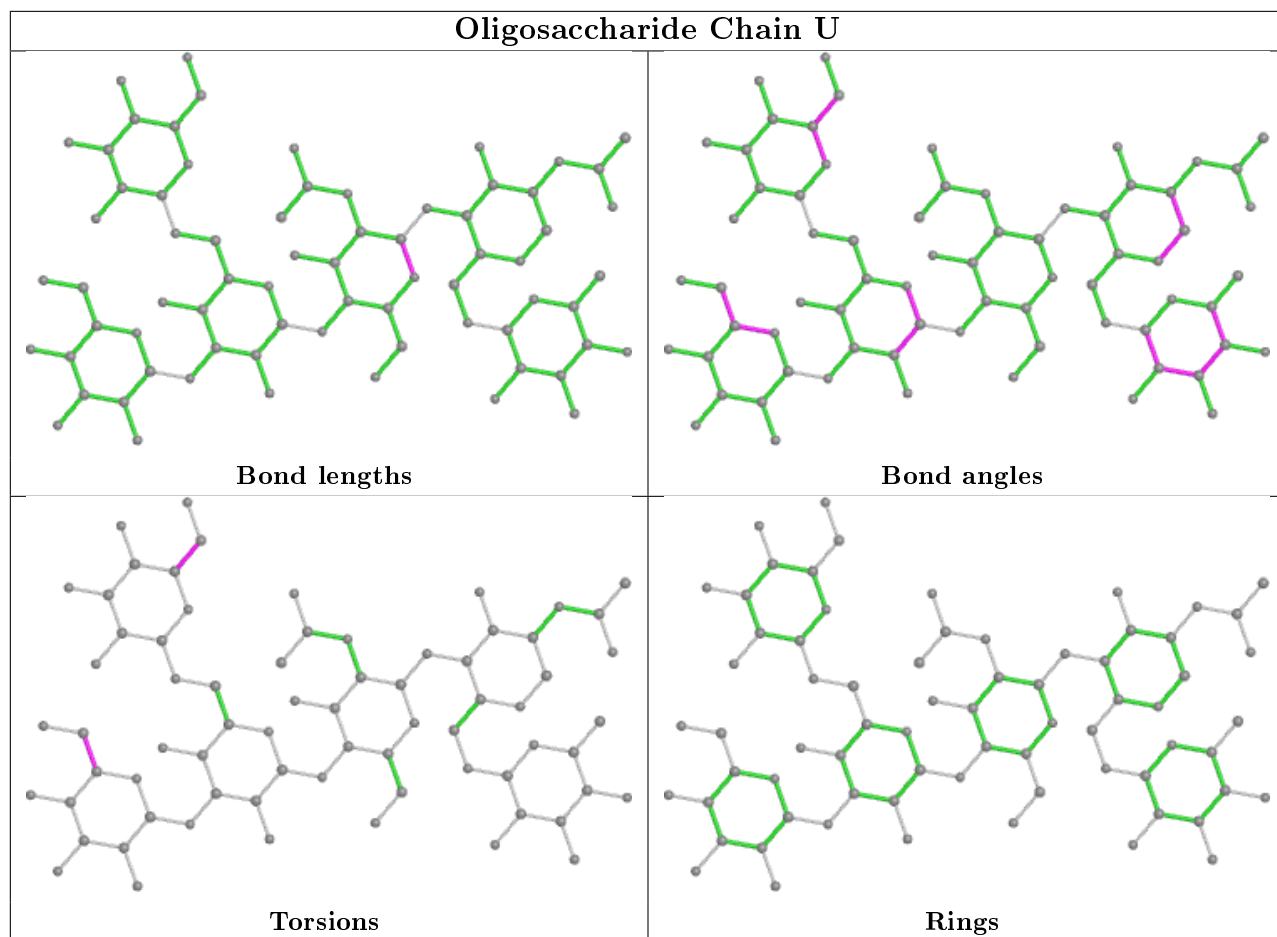 Oligosaccharide Chain U
Bond lengths
Bond angles
Torsions
Rings